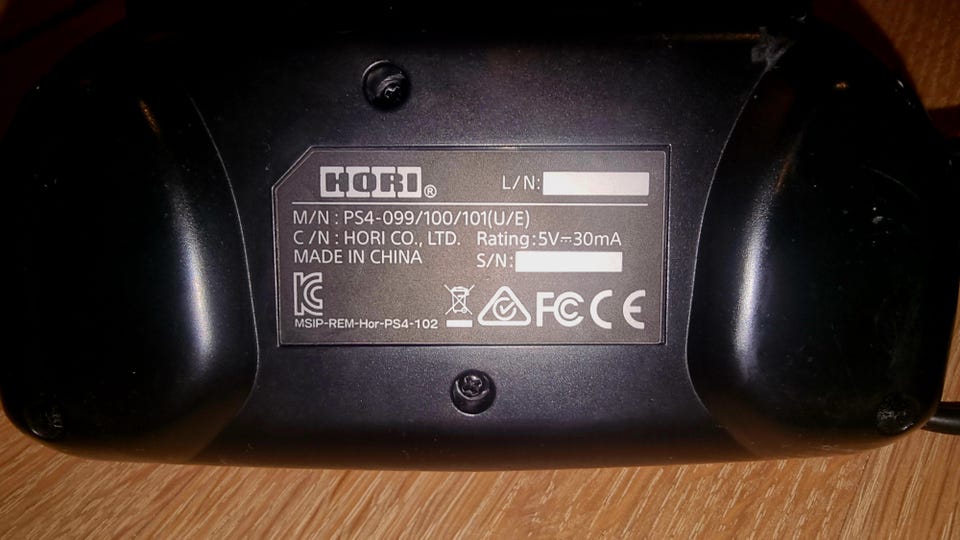 HORI® L/N:
M/N : PS4-099/100/101(U/E)
C/N : HORI CO., LTD. Rating:5V⎓30mA
MADE IN CHINA S/N:
MSIP-REM-Hor-PS4-102 FC CE